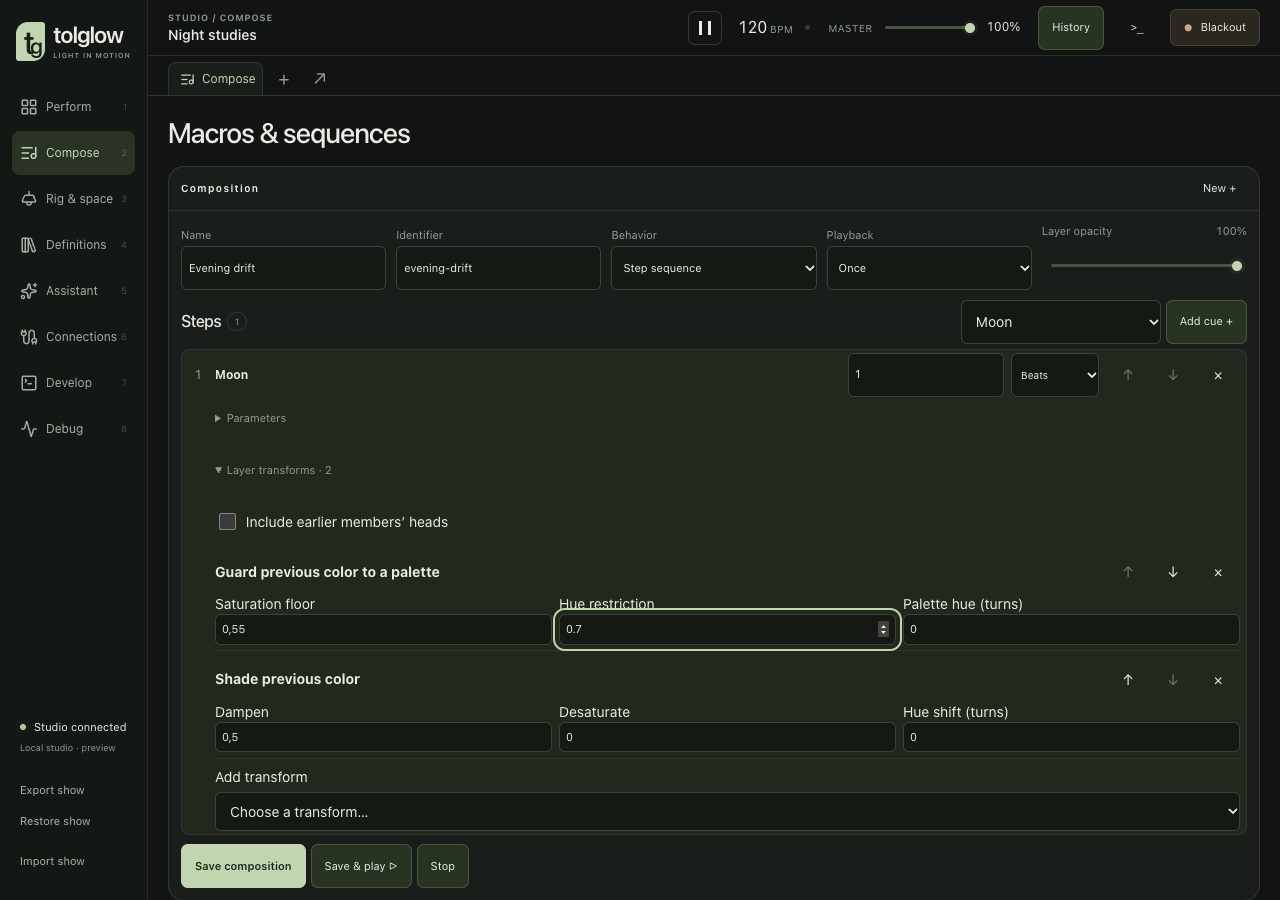 tg tolglow
LIGHT IN MOTION
Perform 1
Compose 2
Rig & space 3
Definitions 4
Assistant 5
Connections 6
Develop 7
Debug 8
Studio connected
Local studio · preview
Export show
Restore show
Import show
STUDIO / COMPOSE
Night studies
120 BPM
MASTER
100%
History
>_
Blackout
Compose
+
Macros & sequences
Composition
New +
Name
Identifier
Behavior
Playback
Layer opacity
100%
Evening drift
evening-drift
Step sequence
Once
Steps 1
Moon
Add cue +
1 Moon
1
Beats
↑ ↓ ×
Parameters
Layer transforms · 2
Include earlier members’ heads
Guard previous color to a palette
↑ ↓ ×
Saturation floor
Hue restriction
Palette hue (turns)
0,55
0.7
0
Shade previous color
↑ ↓ ×
Dampen
Desaturate
Hue shift (turns)
0,5
0
0
Add transform
Choose a transform...
Save composition
Save & play ▷
Stop